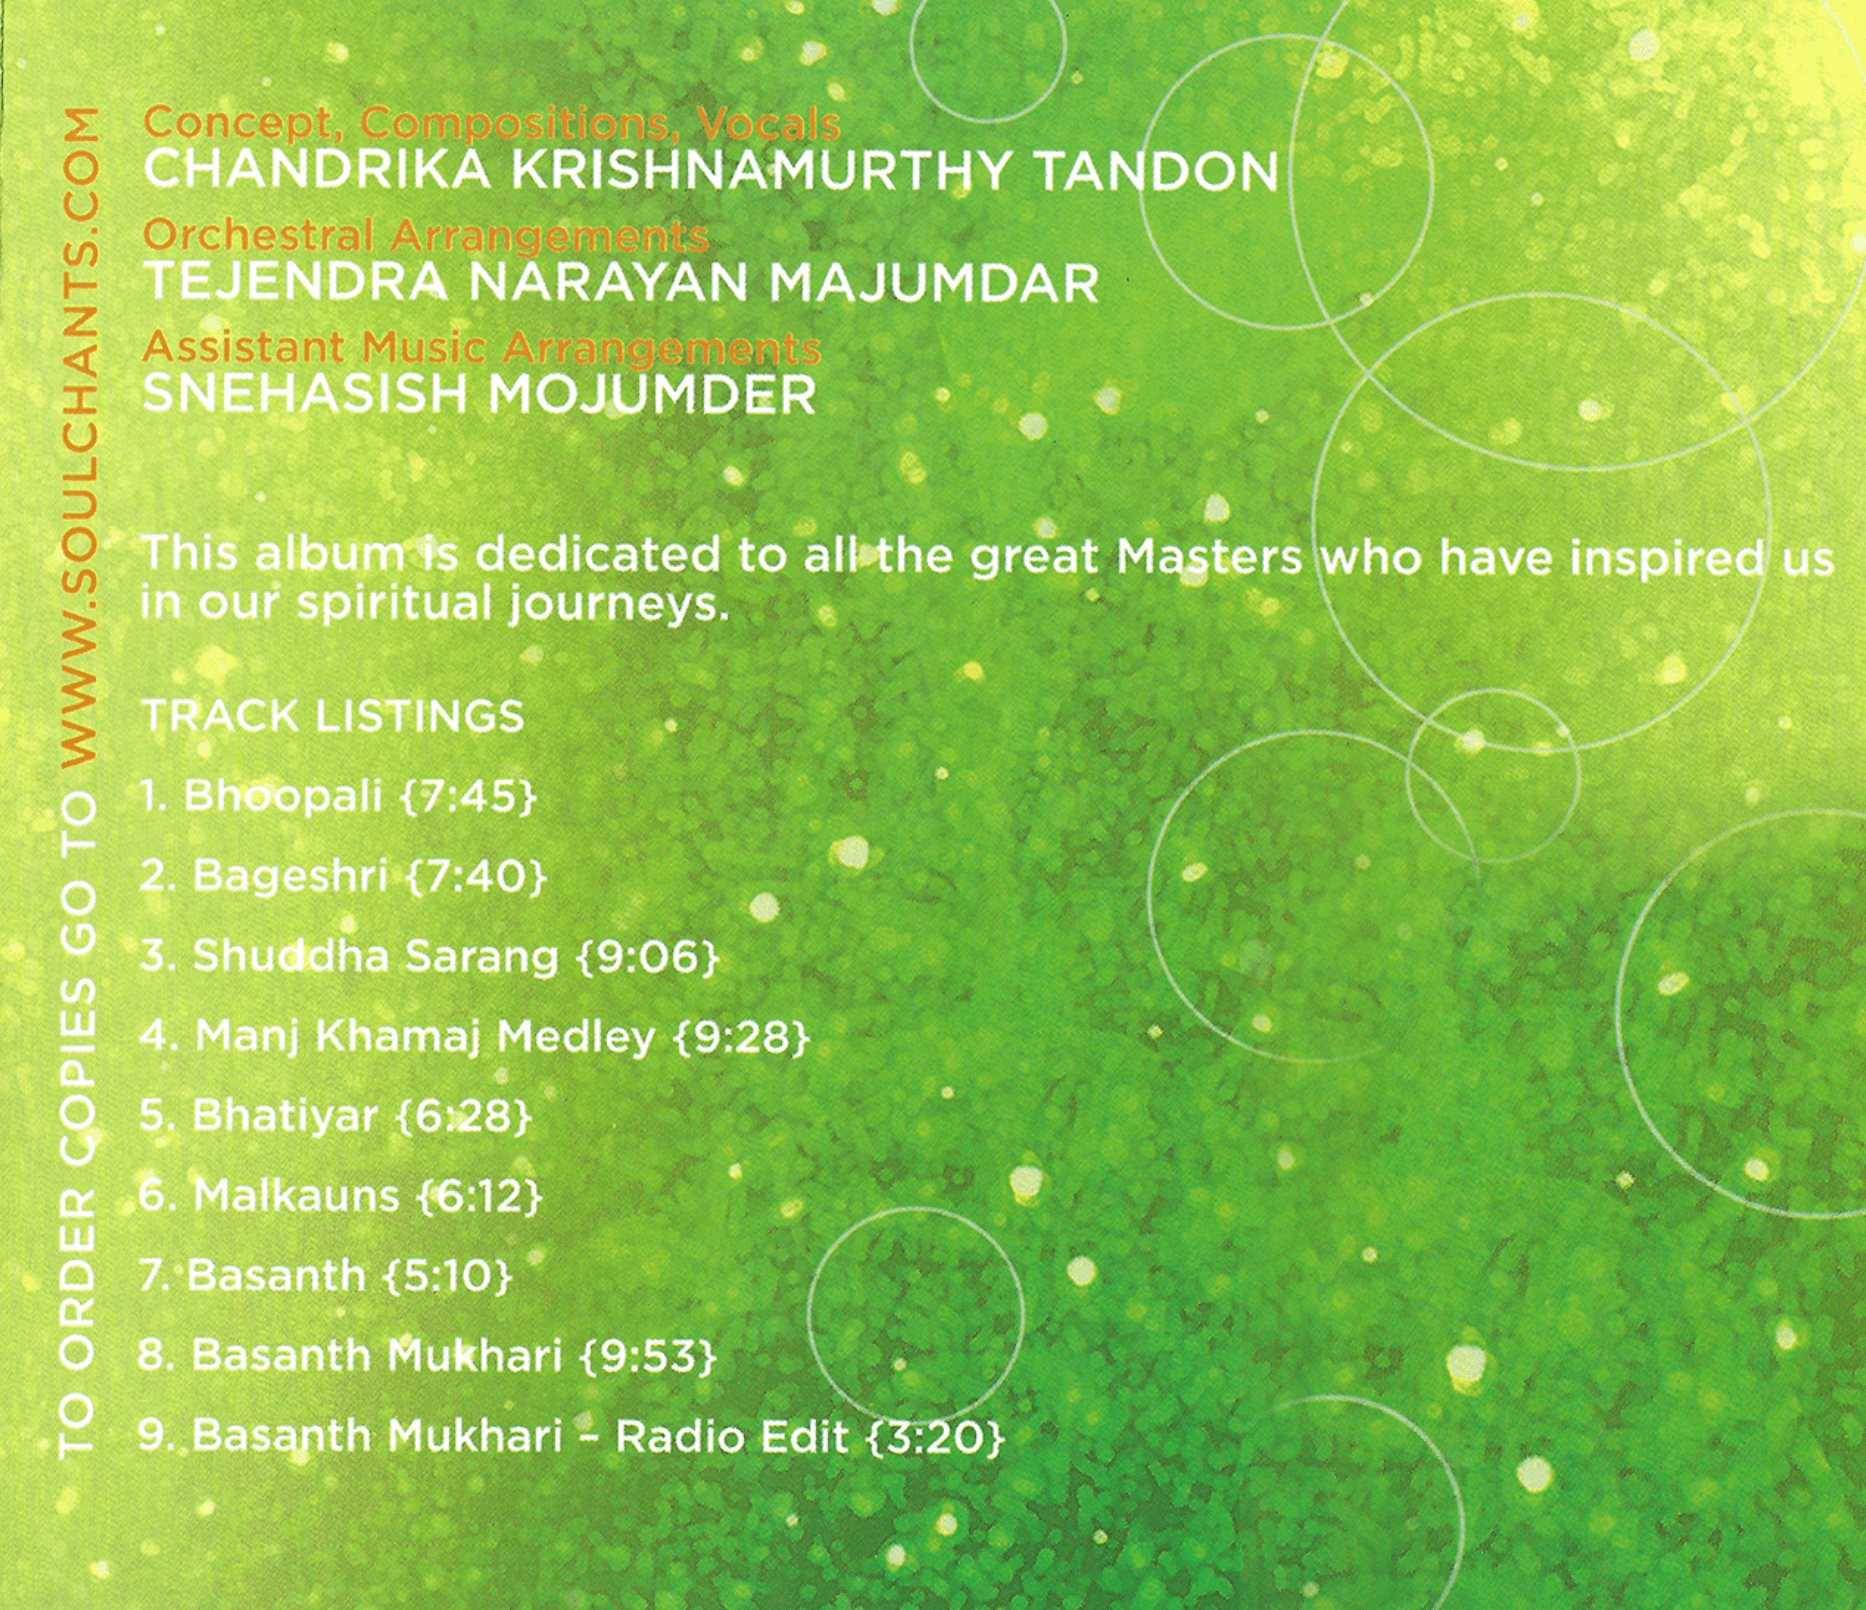 Concept, Compositions, Vocals
CHANDRIKA KRISHNAMURTHY TANDON
Orchestral Arrangements
TEJENDRA NARAYAN MAJUMDAR
Assistant Music Arrangements
SNEHASISH MOJUMDER
This album is dedicated to all the great Masters who have inspired us
in our spiritual journeys.
TRACK LISTINGS
1. Bhoopali {7:45}
2. Bageshri {7:40}
3. Shuddha Sarang {9:06}
4. Manj Khamaj Medley {9:28}
5. Bhatiyar {6:28}
6. Malkauns {6:12}
7. Basanth {5:10}
8. Basanth Mukhari {9:53}
9. Basanth Mukhari – Radio Edit {3:20}
TO ORDER COPIES GO TO WWW.SOULCHANTS.COM